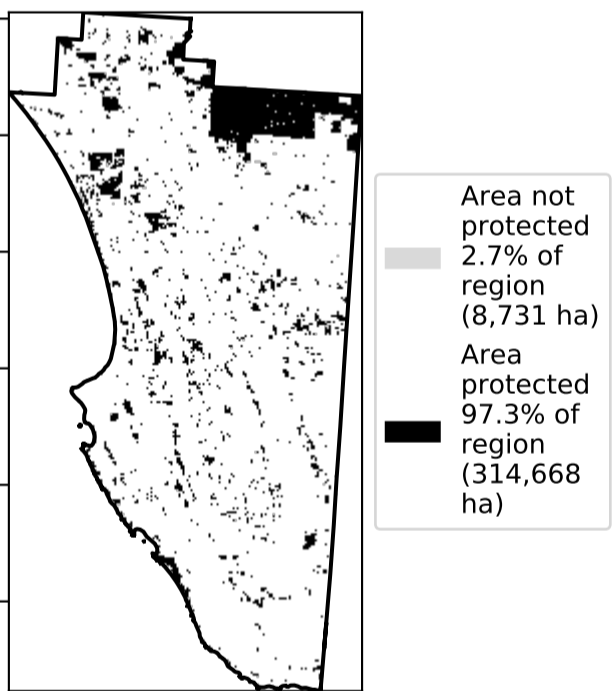 Area not
protected
2.7% of
region
(8,731 ha)
Area
protected
97.3% of
region
(314,668
ha)